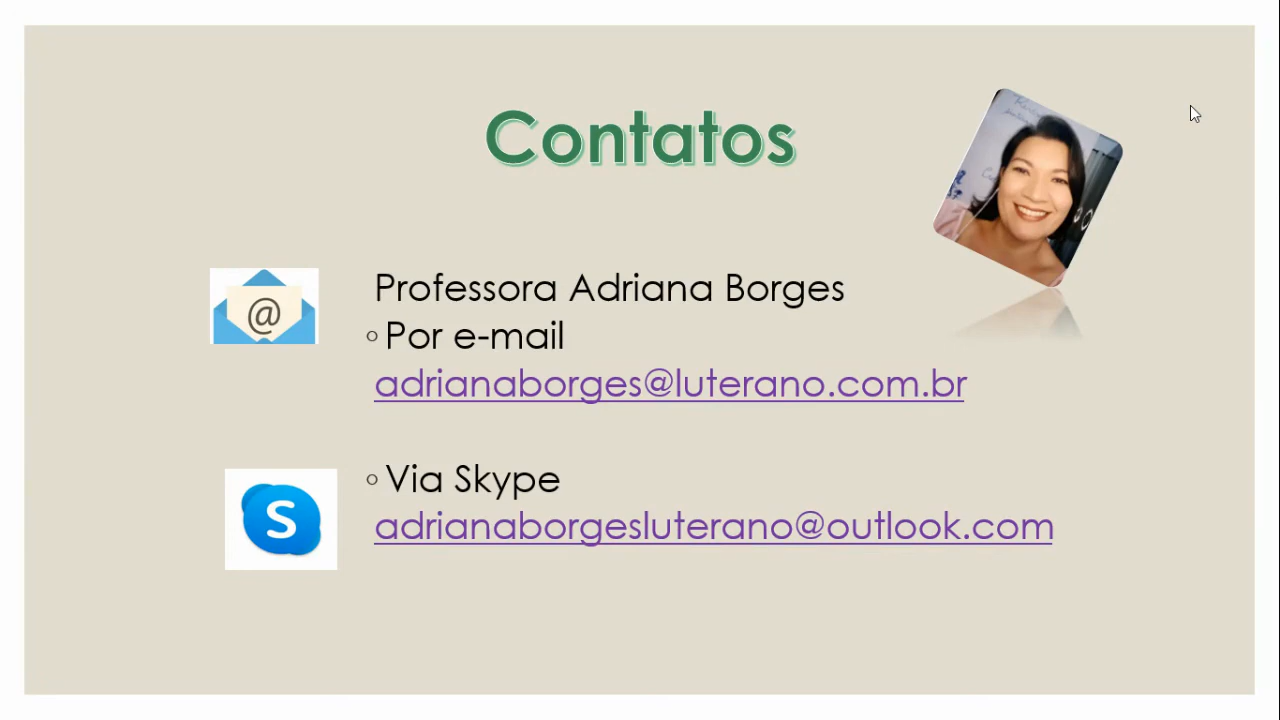 Contatos
Professora Adriana Borges
Por e-mail
adrianaborges@luterano.com.br
Via Skype
adrianaborgesluterano@outlook.com